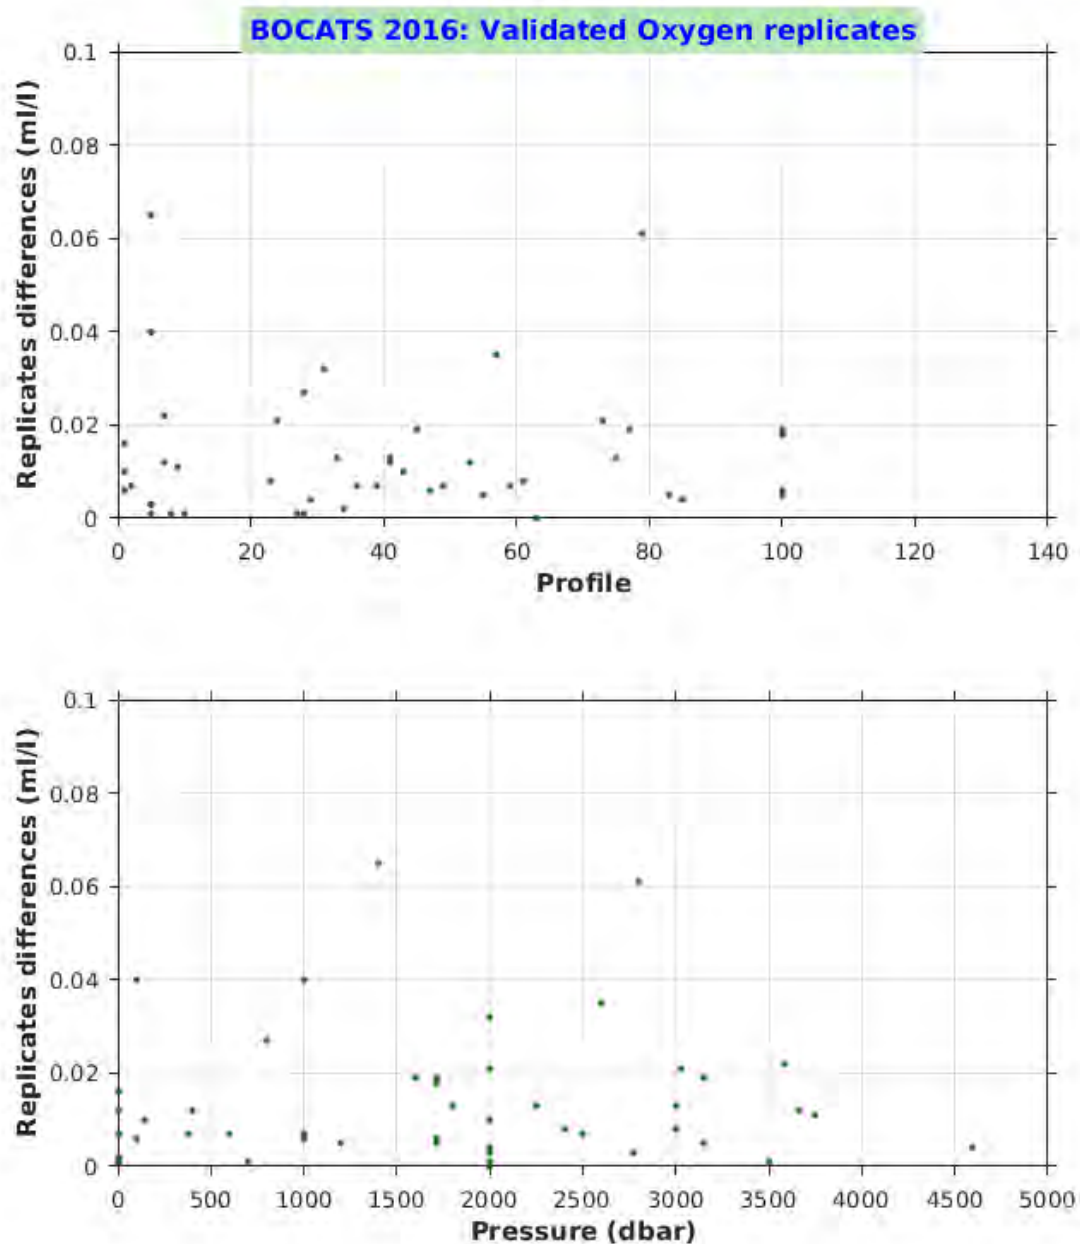 BOCATS 2016: Validated Oxygen replicates
0.1
0.08
0.06
0.04
0.02
0
Replicates differences (ml/l)
0 20 40 60 80 100 120 140
Profile
0.1
0.08
0.06
0.04
0.02
0
Replicates differences (ml/l)
0 500 1000 1500 2000 2500 3000 3500 4000 4500 5000
Pressure (dbar)